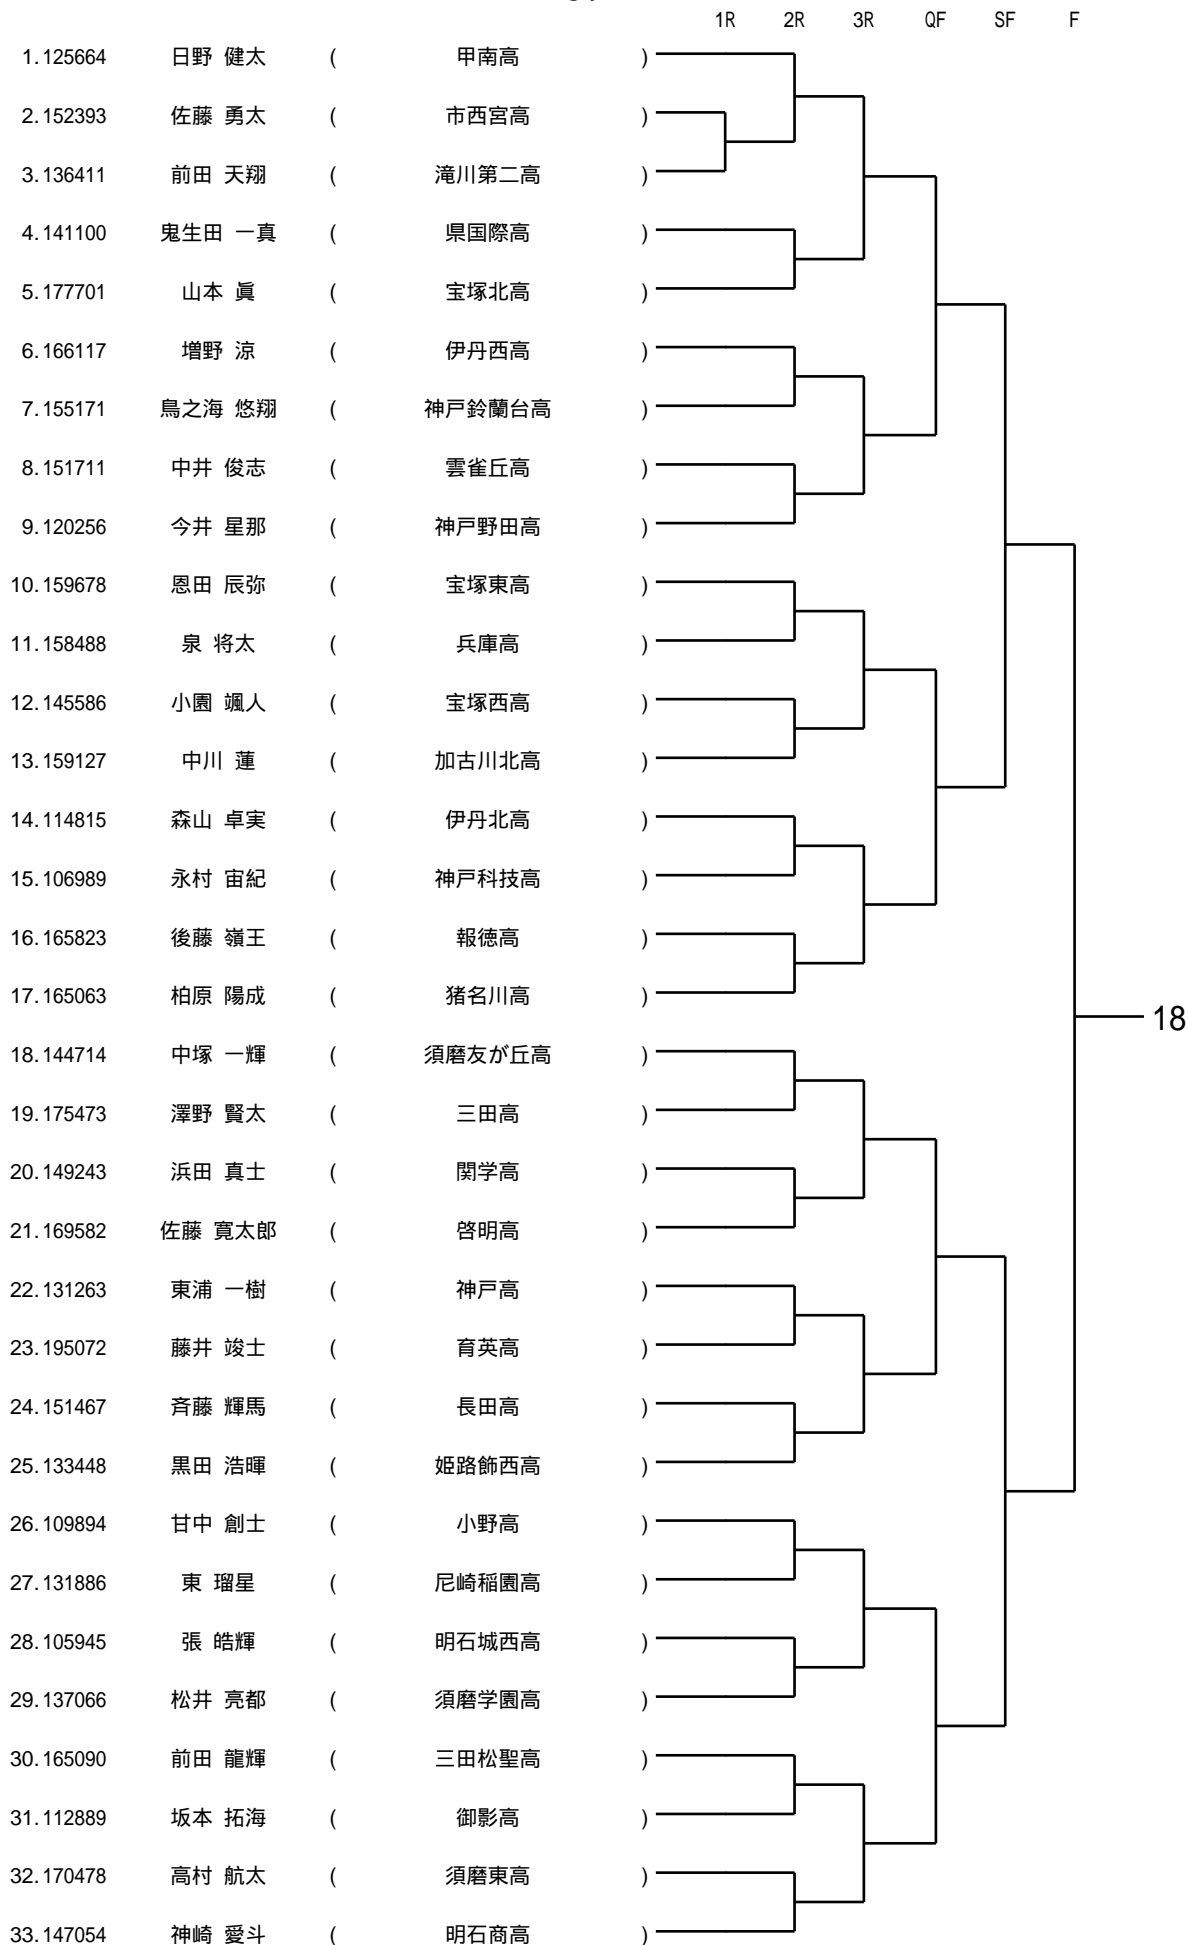 1R 2R 3R QF SF F
1.125664 日野 健太 ( 甲南高 )
2.152393 佐藤 勇太 ( 市西宮高 )
3.136411 前田 天翔 ( 滝川第二高 )
4.141100 鬼生田 一真 ( 県国際高 )
5.177701 山本 眞 ( 宝塚北高 )
6.166117 増野 涼 ( 伊丹西高 )
7.155171 鳥之海 悠翔 ( 神戸鈴蘭台高 )
8.151711 中井 俊志 ( 雲雀丘高 )
9.120256 今井 星那 ( 神戸野田高 )
10.159678 恩田 辰弥 ( 宝塚東高 )
11.158488 泉 将太 ( 兵庫高 )
12.145586 小園 颯人 ( 宝塚西高 )
13.159127 中川 蓮 ( 加古川北高 )
14.114815 森山 卓実 ( 伊丹北高 )
15.106989 永村 宙紀 ( 神戸科技高 )
16.165823 後藤 嶺王 ( 報徳高 )
17.165063 柏原 陽成 ( 猪名川高 )
18
18.144714 中塚 一輝 ( 須磨友が丘高 )
19.175473 澤野 賢太 ( 三田高 )
20.149243 浜田 真士 ( 関学高 )
21.169582 佐藤 寛太郎 ( 啓明高 )
22.131263 東浦 一樹 ( 神戸高 )
23.195072 藤井 竣士 ( 育英高 )
24.151467 斉藤 輝馬 ( 長田高 )
25.133448 黒田 浩暉 ( 姫路飾西高 )
26.109894 甘中 創士 ( 小野高 )
27.131886 東 瑠星 ( 尼崎稲園高 )
28.105945 張 皓輝 ( 明石城西高 )
29.137066 松井 亮都 ( 須磨学園高 )
30.165090 前田 龍輝 ( 三田松聖高 )
31.112889 坂本 拓海 ( 御影高 )
32.170478 高村 航太 ( 須磨東高 )
33.147054 神崎 愛斗 ( 明石商高 )